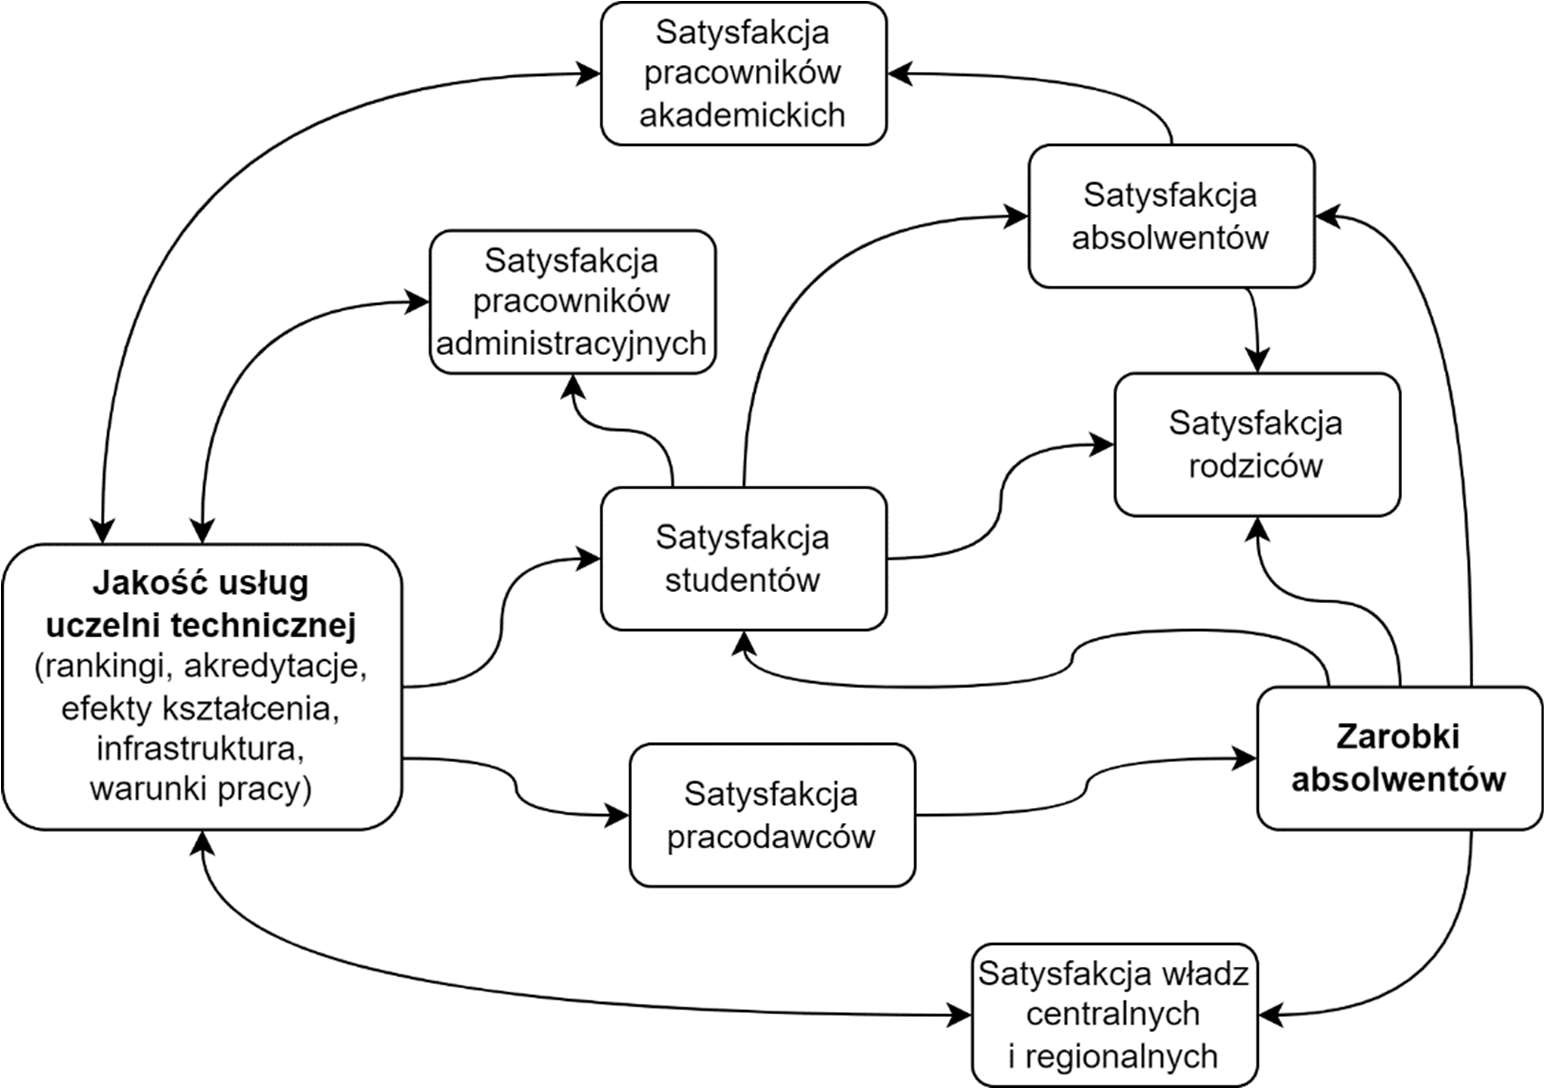 Satysfakcja
pracowników
akademickich
Satysfakcja
absolwentów
Satysfakcja
pracowników
administracyjnych
Satysfakcja
rodziców
Satysfakcja
studentów
Jakość usług
uczelni technicznej
(rankingi, akredytacje,
efekty kształcenia,
infrastruktura,
warunki pracy)
Zarobki
absolwentów
Satysfakcja
pracodawców
Satysfakcja władz
centralnych
i regionalnych